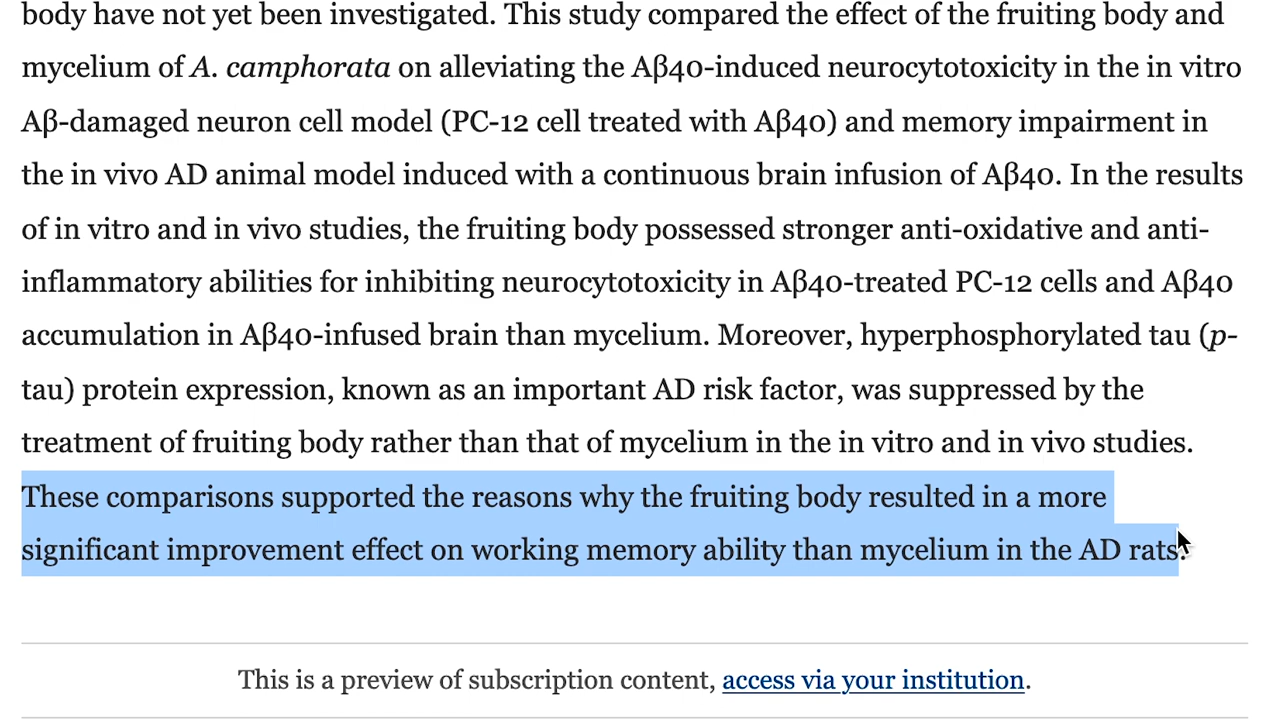 body have not yet been investigated. This study compared the effect of the fruiting body and
mycelium of A. camphorata on alleviating the Aβ40-induced neurocytotoxicity in the in vitro
Aβ-damaged neuron cell model (PC-12 cell treated with Aβ40) and memory impairment in
the in vivo AD animal model induced with a continuous brain infusion of Aβ40. In the results
of in vitro and in vivo studies, the fruiting body possessed stronger anti-oxidative and anti-
inflammatory abilities for inhibiting neurocytotoxicity in Aβ40-treated PC-12 cells and Aβ40
accumulation in Aβ40-infused brain than mycelium. Moreover, hyperphosphorylated tau (p-
tau) protein expression, known as an important AD risk factor, was suppressed by the
treatment of fruiting body rather than that of mycelium in the in vitro and in vivo studies.
These comparisons supported the reasons why the fruiting body resulted in a more
significant improvement effect on working memory ability than mycelium in the AD rats.
This is a preview of subscription content, access via your institution.